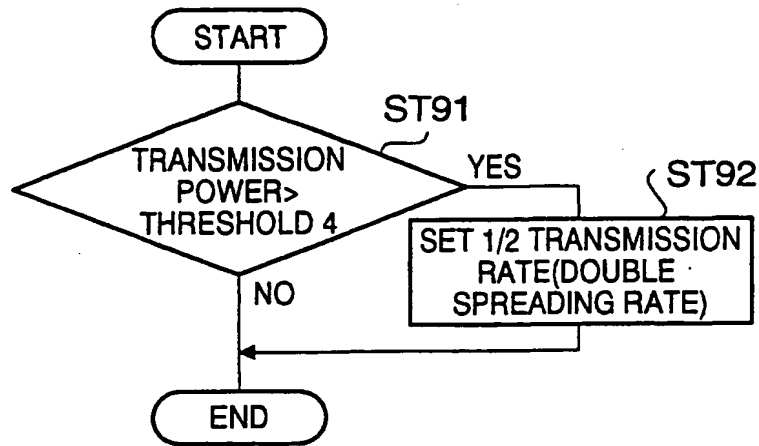 START
ST91
TRANSMISSION
POWER>
THRESHOLD 4
YES
ST92
SET 1/2 TRANSMISSION
RATE(DOUBLE
SPREADING RATE)
NO
END